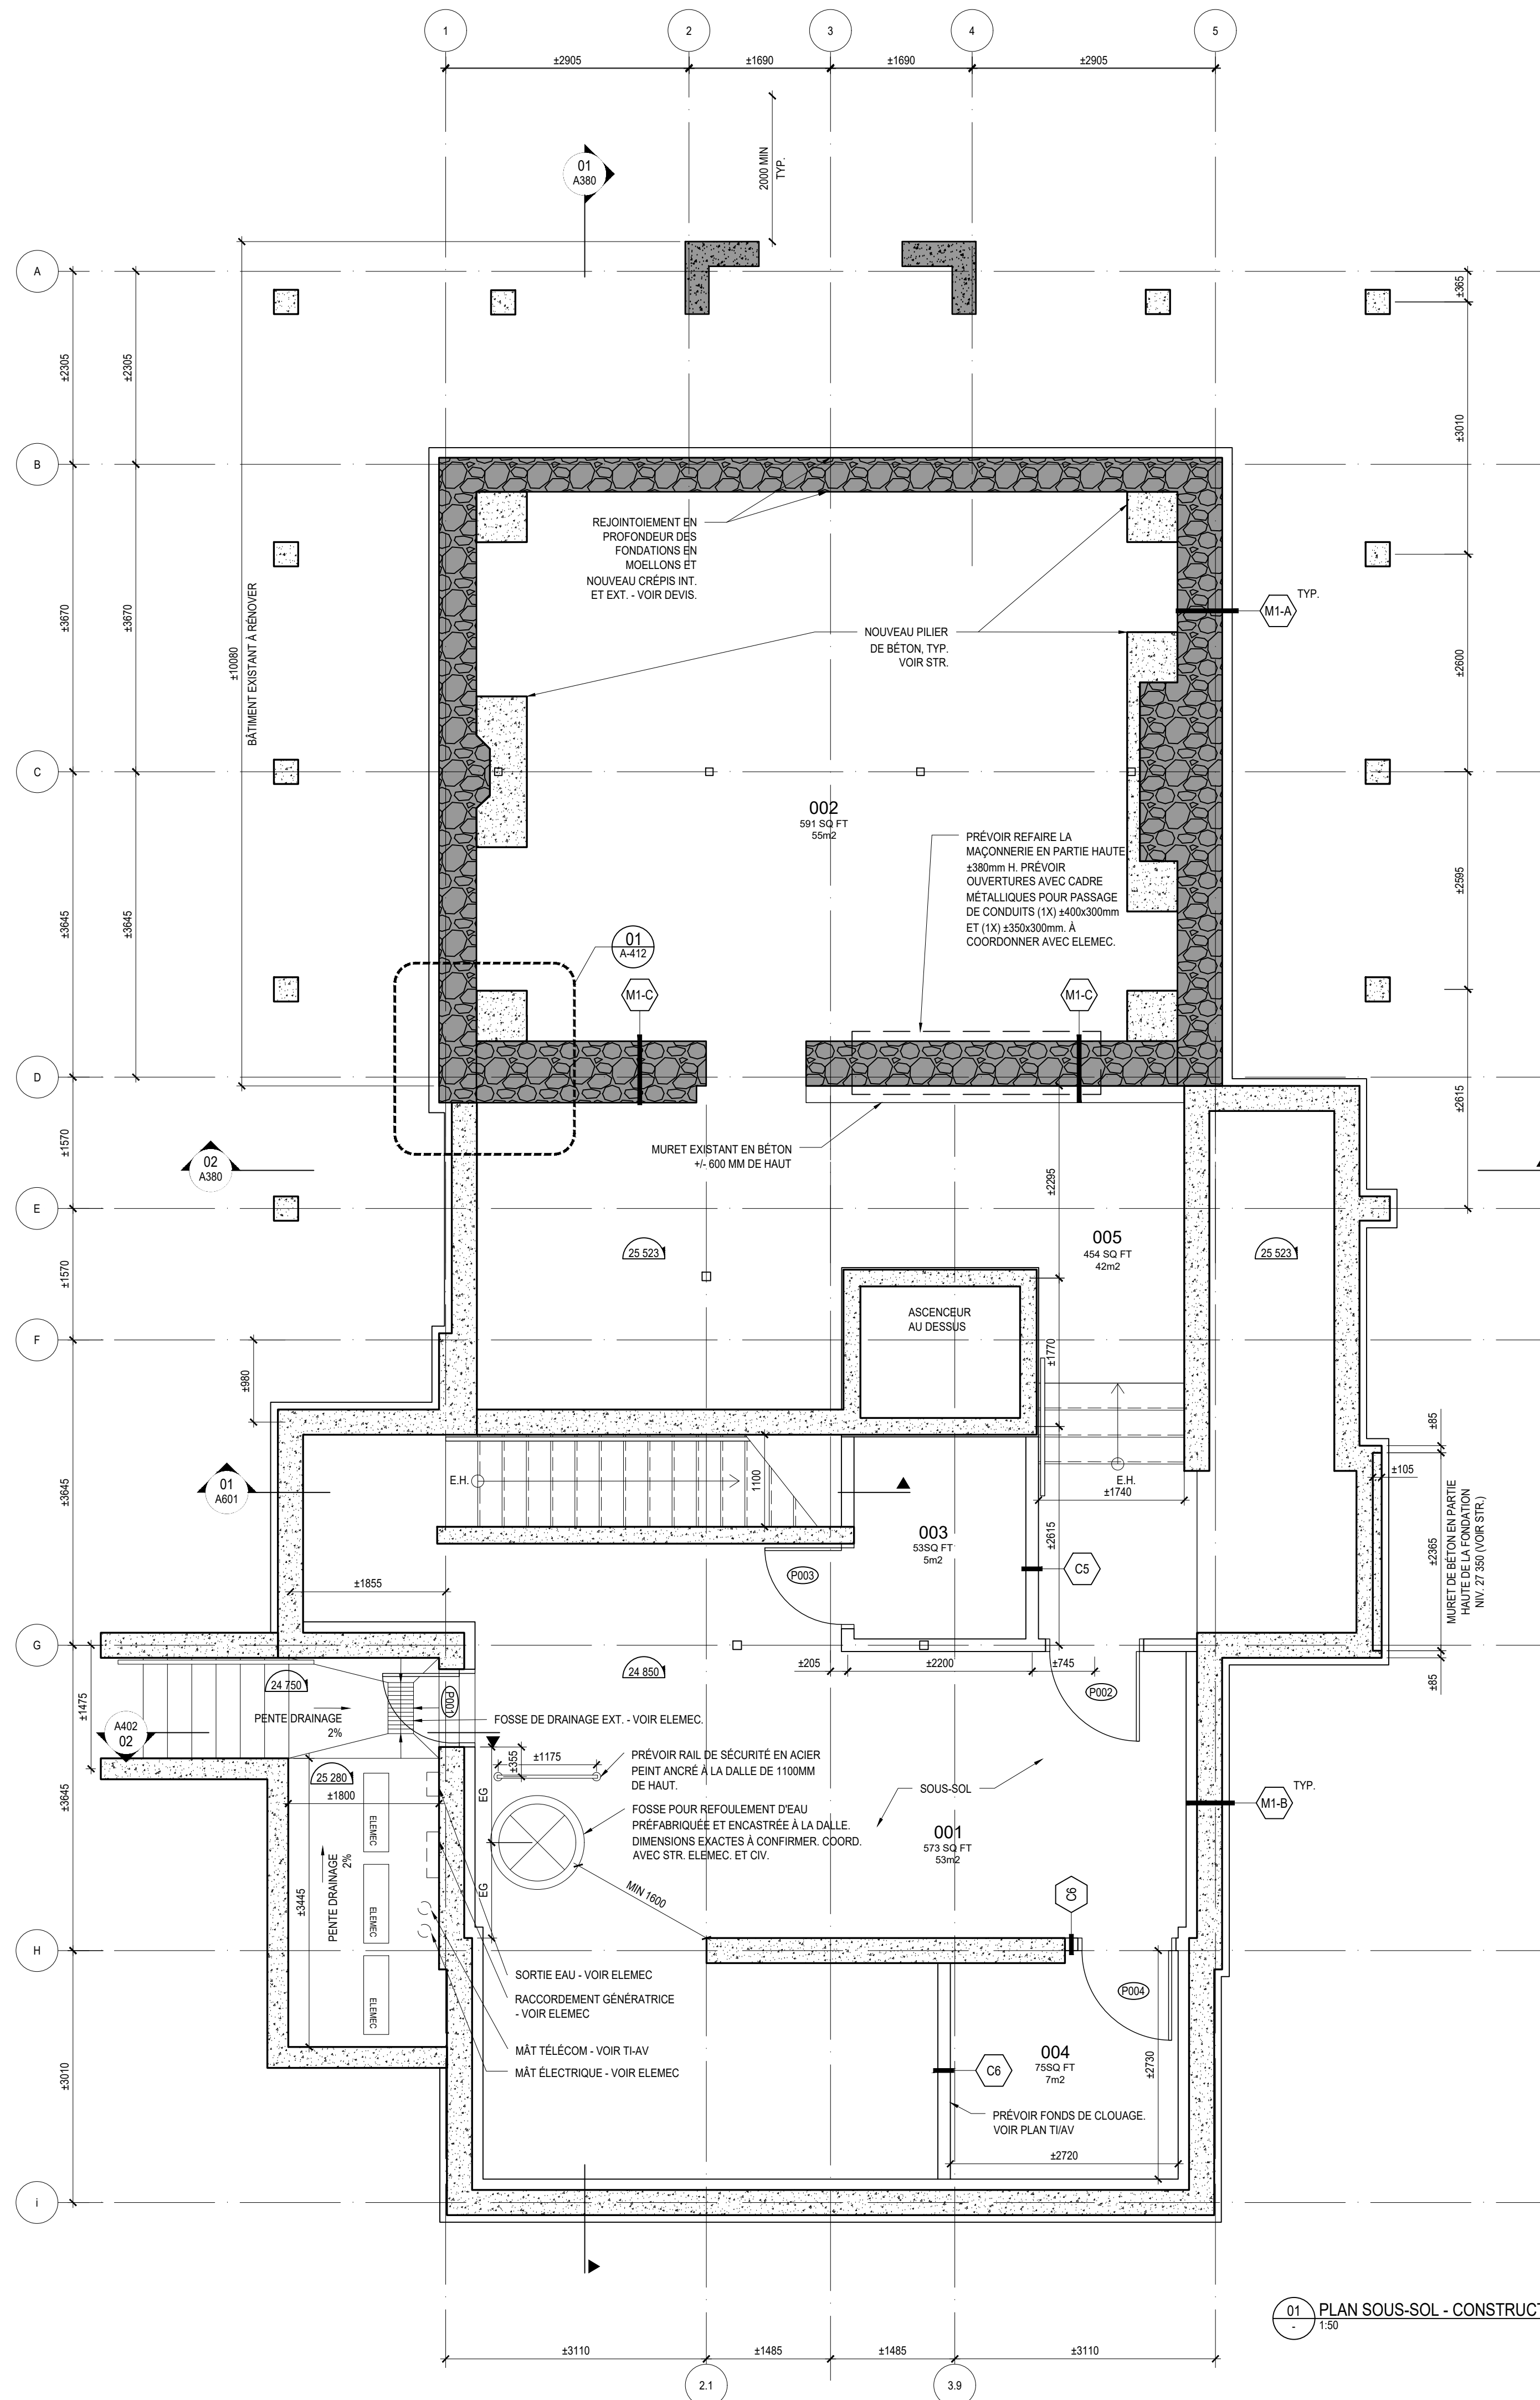 1
2
3
4
5
±2905
±1690
±1690
±2905
2000 MIN
TYP.
01
A380
A
B
C
D
E
F
G
H
i
±2305
±3670
±3645
±1570
±1570
±3645
±3645
±3010
±2305
±3670
±3645
±10080
BÂTIMENT EXISTANT À RÉNOVER
±365
±3010
±2600
±2595
±2615
REJOINTOIEMENT EN
PROFONDEUR DES
FONDATIONS EN
MOELLONS ET
NOUVEAU CRÉPIS INT.
ET EXT. - VOIR DEVIS.
M1-A
TYP.
NOUVEAU PILIER
DE BÉTON, TYP.
VOIR STR.
002
591 SQ FT
55m2
PRÉVOIR REFAIRE LA
MAÇONNERIE EN PARTIE HAUTE
±380mm H. PRÉVOIR
OUVERTURES AVEC CADRE
MÉTALLIQUES POUR PASSAGE
DE CONDUITS (1X) ±400x300mm
ET (1X) ±350x300mm. À
COORDONNER AVEC ELEMEC.
01
A-412
M1-C
M1-C
MURET EXISTANT EN BÉTON
+/- 600 MM DE HAUT
02
A380
±2295
25 523
005
454 SQ FT
42m2
25 523
ASCENCEUR
AU DESSUS
±1770
±980
±85
±105
±2365
±85
MURET DE BÉTON EN PARTIE
HAUTE DE LA FONDATION
NIV. 27 350 (VOIR STR.)
01
A601
E.H.
1100
E.H.
±1740
±2615
003
53SQ FT
5m2
C5
P003
±1855
±205
±2200
±745
24 850
24 750
P001
P002
±1475
PENTE DRAINAGE
2%
A402
02
FOSSE DE DRAINAGE EXT. - VOIR ELEMEC.
±355
±1175
PRÉVOIR RAIL DE SÉCURITÉ EN ACIER
PEINT ANCRÉ À LA DALLE DE 1100MM
DE HAUT.
25 280
±1800
EG
EG
SOUS-SOL
M1-B
TYP.
FOSSE POUR REFOULEMENT D'EAU
PRÉFABRIQUÉE ET ENCASTRÉE À LA DALLE.
DIMENSIONS EXACTES À CONFIRMER. COORD.
AVEC STR. ELEMEC. ET CIV.
001
573 SQ FT
53m2
ELEMEC
ELEMEC
ELEMEC
PENTE DRAINAGE
2%
±3445
MIN 1600
C6
SORTIE EAU - VOIR ELEMEC
RACCORDEMENT GÉNÉRATRICE
- VOIR ELEMEC
MÂT TÉLÉCOM - VOIR TI-AV
MÂT ÉLECTRIQUE - VOIR ELEMEC
P004
004
75SQ FT
7m2
C6
±2730
PRÉVOIR FONDS DE CLOUAGE.
VOIR PLAN TI/AV
±2720
01
-
PLAN SOUS-SOL - CONSTRUCT
1:50
±3110
±1485
±1485
±3110
2.1
3.9